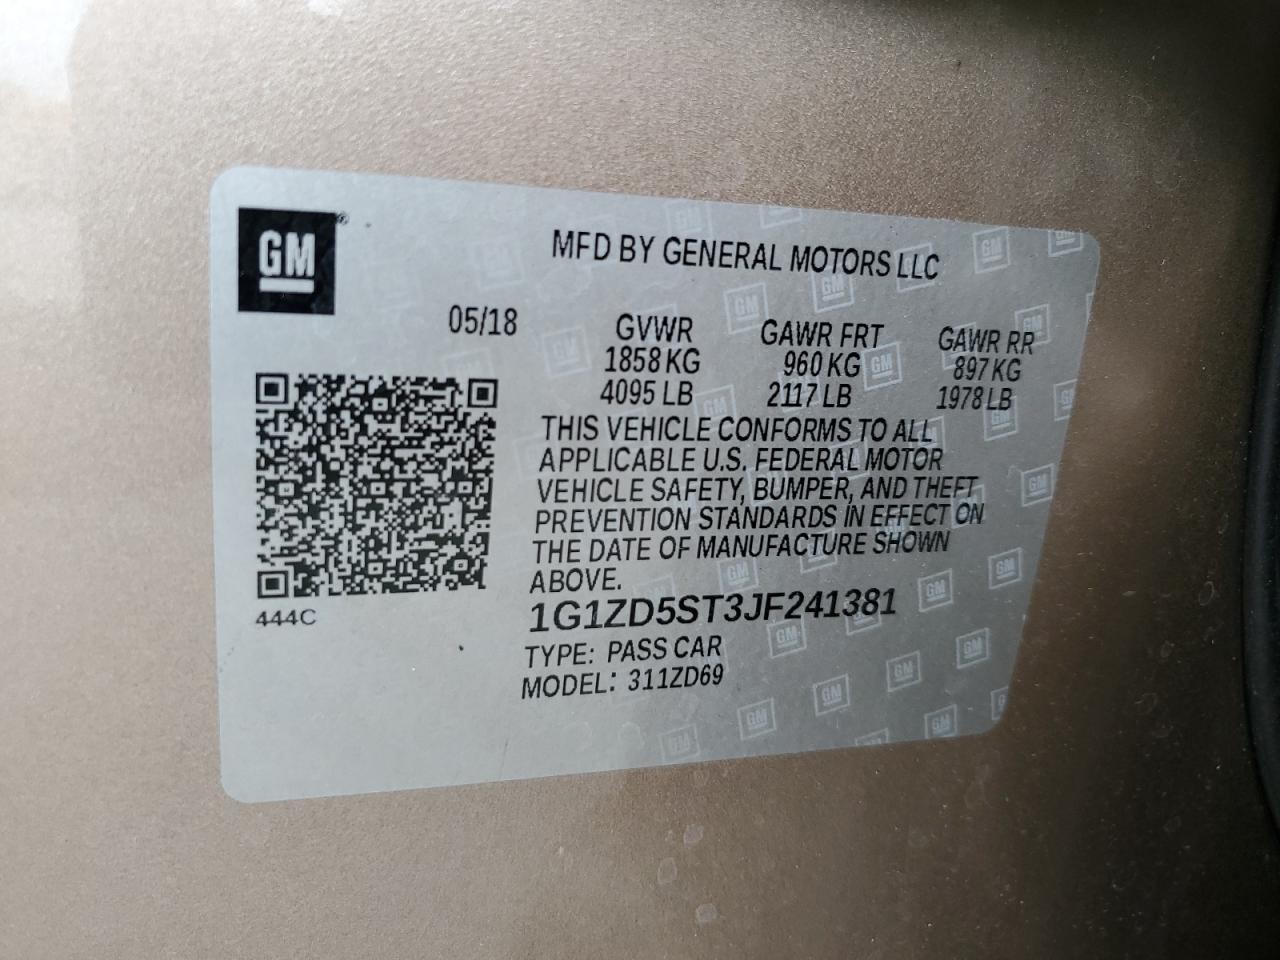 GM
MFD BY GENERAL MOTORS LLC
05/18
GVWR GAWR FRT GAWR RR
1858 KG 960 KG 897 KG
4095 LB 2117 LB 1978 LB
THIS VEHICLE CONFORMS TO ALL
APPLICABLE U.S. FEDERAL MOTOR
VEHICLE SAFETY, BUMPER, AND THEFT
PREVENTION STANDARDS IN EFFECT ON
THE DATE OF MANUFACTURE SHOWN
ABOVE.
444C
1G1ZD5ST3JF241381
TYPE: PASS CAR
MODEL: 311ZD69